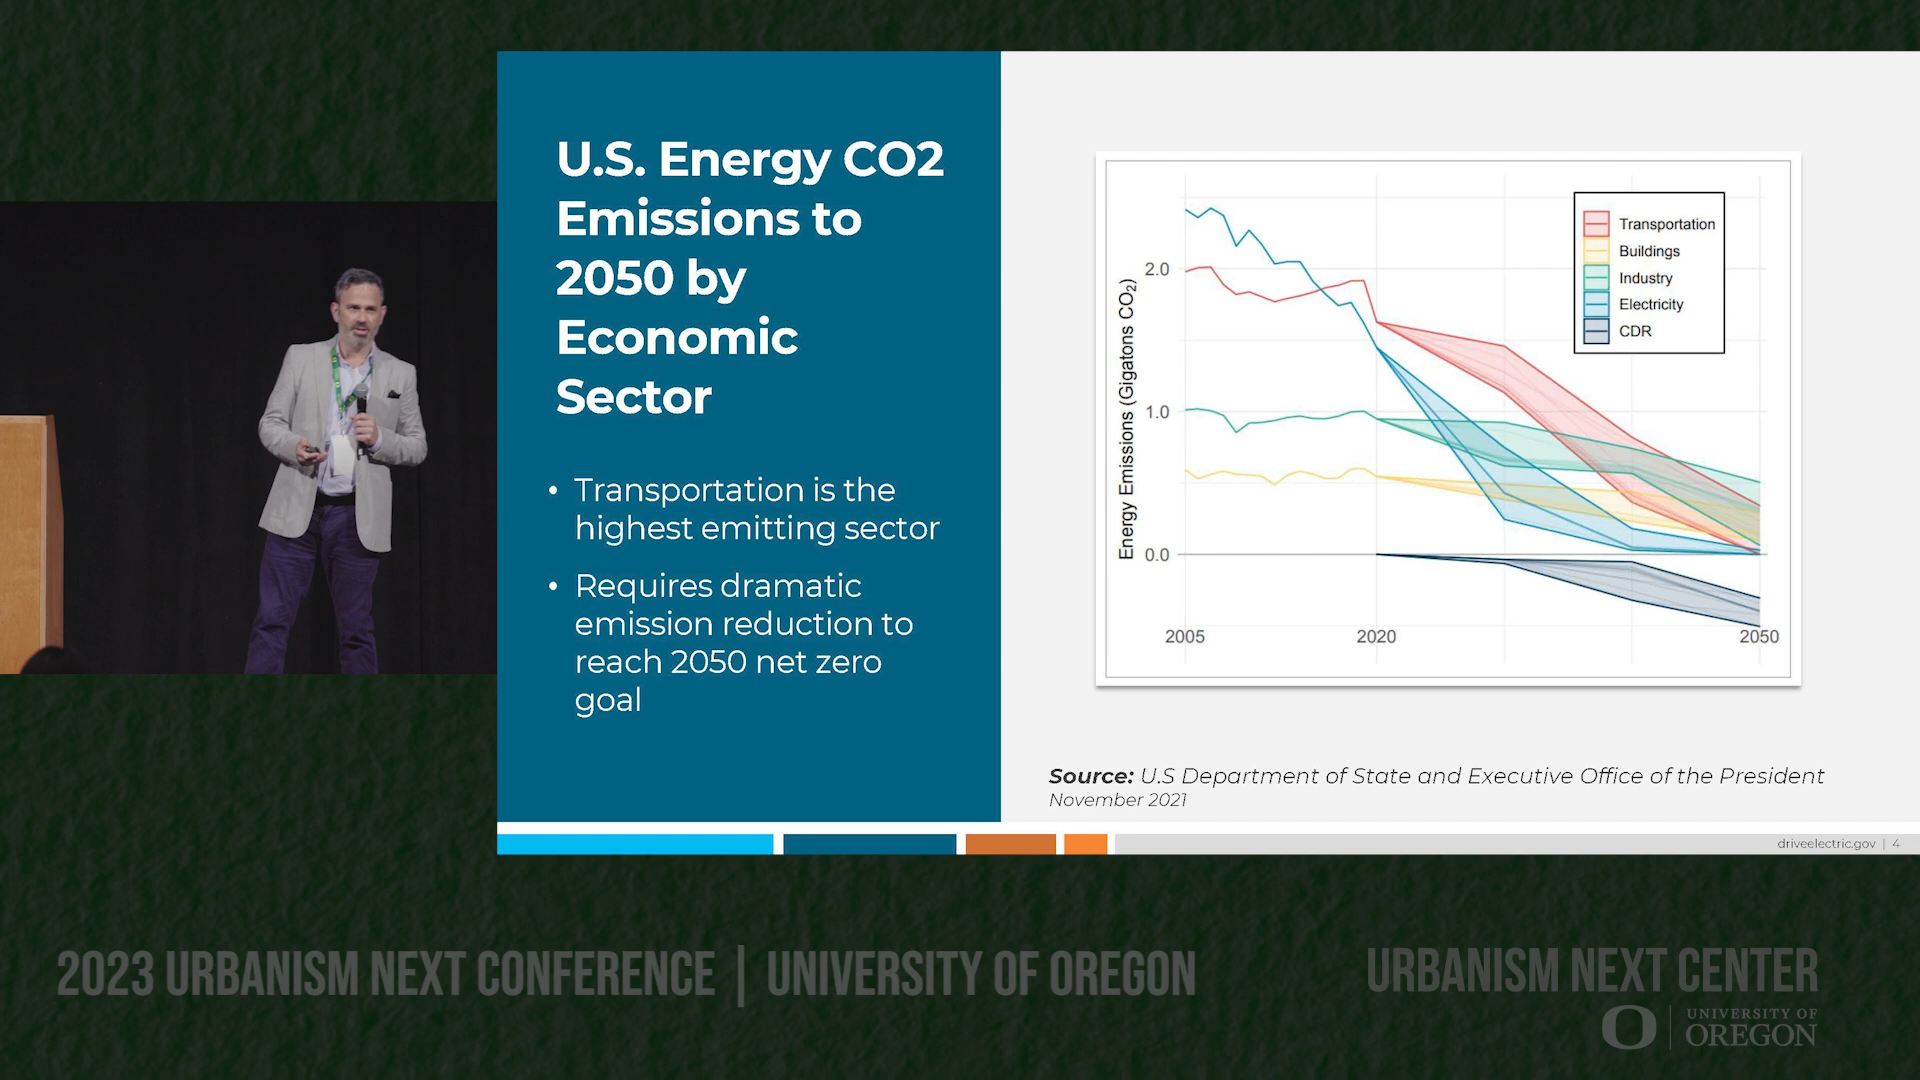 U.S. Energy CO2
Emissions to
2050 by
Economic
Sector
• Transportation is the
highest emitting sector
• Requires dramatic
emission reduction to
reach 2050 net zero
goal
Energy Emissions (Gigatons CO₂)
2.0
1.0
0.0
2005
2020
2050
Transportation
Buildings
Industry
Electricity
CDR
Source: U.S Department of State and Executive Office of the President
November 2021
driveelectric.gov | 4
2023 URBANISM NEXT CONFERENCE | UNIVERSITY OF OREGON
URBANISM NEXT CENTER
O | UNIVERSITY OF
OREGON